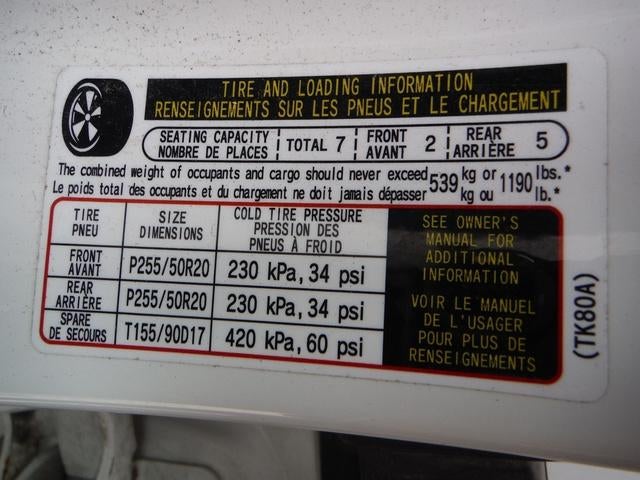 TIRE AND LOADING INFORMATION
RENSEIGNEMENTS SUR LES PNEUS ET LE CHARGEMENT
SEATING CAPACITY TOTAL 7 FRONT 2 REAR 5
NOMBRE DE PLACES AVANT ARRIÈRE
The combined weight of occupants and cargo should never exceed 539 kg or 1190 lbs.*
Le poids total des occupants et du chargement ne doit jamais dépasser kg ou lb.*
TIRE SIZE COLD TIRE PRESSURE
PNEU DIMENSIONS PRESSION DES
PNEUS À FROID
FRONT
AVANT P255/50R20 230 kPa, 34 psi
REAR
ARRIÈRE P255/50R20 230 kPa, 34 psi
SPARE
DE SECOURS T155/90D17 420 kPa, 60 psi
SEE OWNER'S
MANUAL FOR
ADDITIONAL
INFORMATION
VOIR LE MANUEL
DE L'USAGER
POUR PLUS DE
RENSEIGNEMENTS
(TK80A)